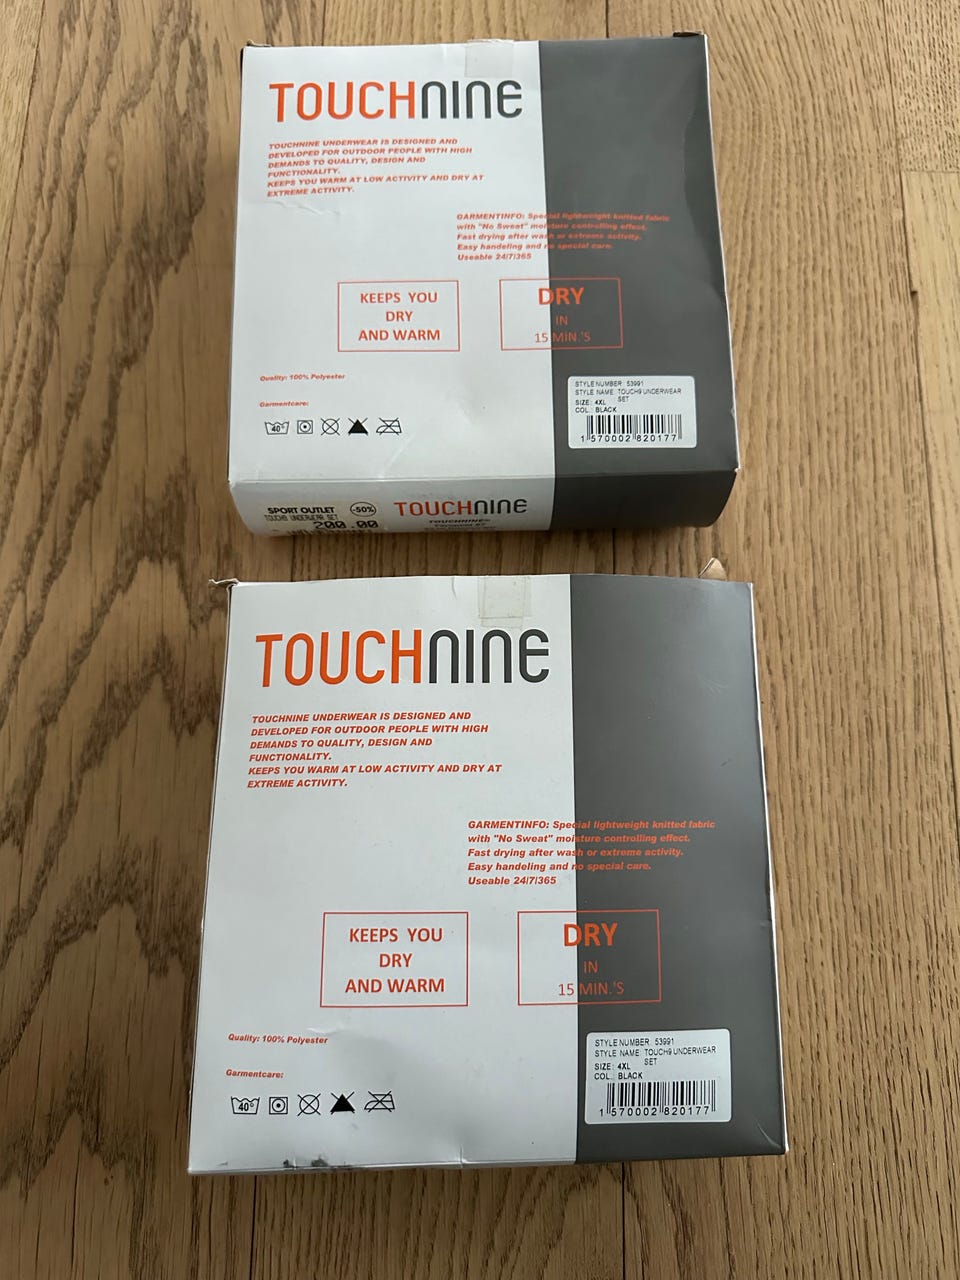 TOUCHNINE
TOUCHNINE UNDERWEAR IS DESIGNED AND
DEVELOPED FOR OUTDOOR PEOPLE WITH HIGH
DEMANDS TO QUALITY, DESIGN AND
FUNCTIONALITY.
KEEPS YOU WARM AT LOW ACTIVITY AND DRY AT
EXTREME ACTIVITY.
GARMENTINFO: Special lightweight knitted fabric
with "No Sweat" moisture controlling effect.
Fast drying after wash or extreme activity.
Easy handeling and no special care.
Useable 24/7/365
KEEPS YOU
DRY
AND WARM
DRY
IN
15 MIN.'S
Quality: 100% Polyester
Garmentcare:
40°
STYLE NUMBER: 53991
STYLE NAME: TOUCH9 UNDERWEAR
SET
SIZE: 4XL
COL.: BLACK
1 570002 820177
SPORT OUTLET -50%
TOUCH9 UNDERWEAR SET
200.00
TOUCHNINE
TOUCHNINE®
TOUCHNINE
TOUCHNINE UNDERWEAR IS DESIGNED AND
DEVELOPED FOR OUTDOOR PEOPLE WITH HIGH
DEMANDS TO QUALITY, DESIGN AND
FUNCTIONALITY.
KEEPS YOU WARM AT LOW ACTIVITY AND DRY AT
EXTREME ACTIVITY.
GARMENTINFO: Special lightweight knitted fabric
with "No Sweat" moisture controlling effect.
Fast drying after wash or extreme activity.
Easy handeling and no special care.
Useable 24/7/365
KEEPS YOU
DRY
AND WARM
DRY
IN
15 MIN.'S
Quality: 100% Polyester
Garmentcare:
40°
STYLE NUMBER: 53991
STYLE NAME: TOUCH9 UNDERWEAR
SET
SIZE: 4XL
COL.: BLACK
1 570002 820177